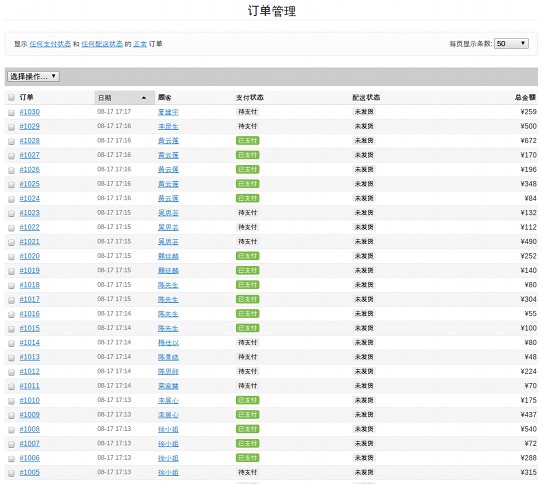 订单管理
显示 任何支付状态 和 任何配送状态 的 正常 订单 每页显示条数: 50
选择操作...
订单 日期 顾客 支付状态 配送状态 总金额
#1030 08-17 17:17 夏建宇 待支付 未发货 ¥259
#1029 08-17 17:16 李先生 待支付 未发货 ¥500
#1028 08-17 17:16 黄云莲 已支付 未发货 ¥672
#1027 08-17 17:16 黄云莲 已支付 未发货 ¥170
#1026 08-17 17:16 黄云莲 已支付 未发货 ¥196
#1025 08-17 17:16 黄云莲 已支付 未发货 ¥348
#1024 08-17 17:16 黄云莲 已支付 未发货 ¥84
#1023 08-17 17:15 吴思芸 待支付 未发货 ¥132
#1022 08-17 17:15 吴思芸 待支付 未发货 ¥112
#1021 08-17 17:15 吴思芸 待支付 未发货 ¥490
#1020 08-17 17:15 已支付 未发货 ¥252
#1019 08-17 17:15 已支付 未发货 ¥140
#1018 08-17 17:15 陈先生 已支付 未发货 ¥80
#1017 08-17 17:15 陈先生 已支付 未发货 ¥304
#1016 08-17 17:14 陈先生 已支付 未发货 ¥55
#1015 08-17 17:14 陈先生 已支付 未发货 ¥100
#1014 08-17 17:14 待支付 未发货 ¥80
#1013 08-17 17:14 待支付 未发货 ¥48
#1012 08-17 17:14 待支付 未发货 ¥224
#1011 08-17 17:14 待支付 未发货 ¥70
#1010 08-17 17:13 李展心 已支付 未发货 ¥175
#1009 08-17 17:13 李展心 已支付 未发货 ¥437
#1008 08-17 17:13 徐小姐 已支付 未发货 ¥540
#1007 08-17 17:13 徐小姐 已支付 未发货 ¥72
#1006 08-17 17:13 徐小姐 已支付 未发货 ¥288
#1005 08-17 17:13 徐小姐 待支付 未发货 ¥315